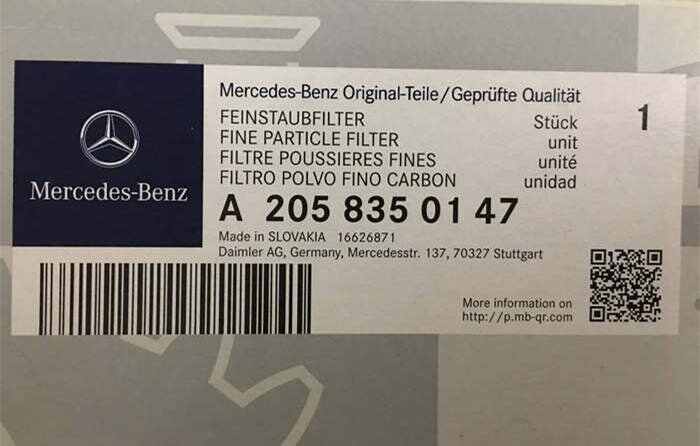 Mercedes-Benz
Mercedes-Benz Original-Teile/Geprüfte Qualität
FEINSTAUBFILTER Stück 1
FINE PARTICLE FILTER unit
FILTRE POUSSIERES FINES unité
FILTRO POLVO FINO CARBON unidad
A 205 835 01 47
Made in SLOVAKIA 16626871
Daimler AG, Germany, Mercedesstr. 137, 70327 Stuttgart
More information on
http://p.mb-qr.com